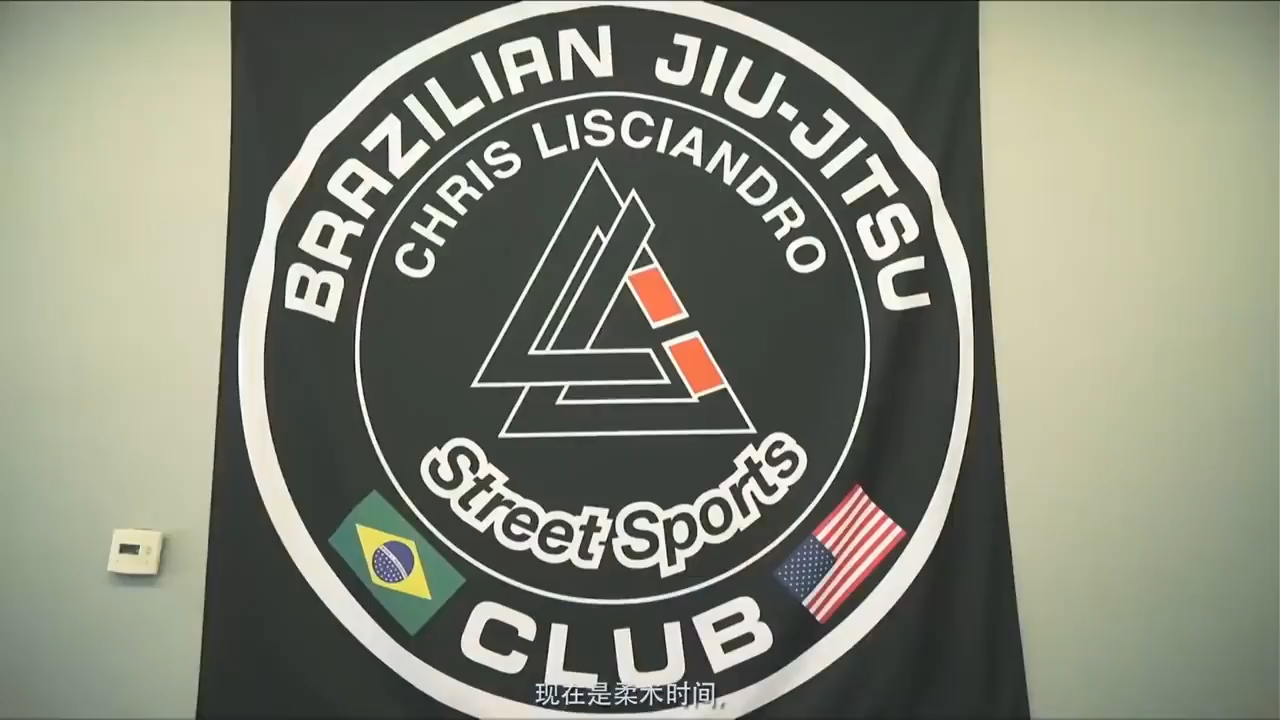 BRAZILIAN JIU-JITSU
CHRIS LISCIANDRO
Street Sports
CLUB
现在是柔术时间,